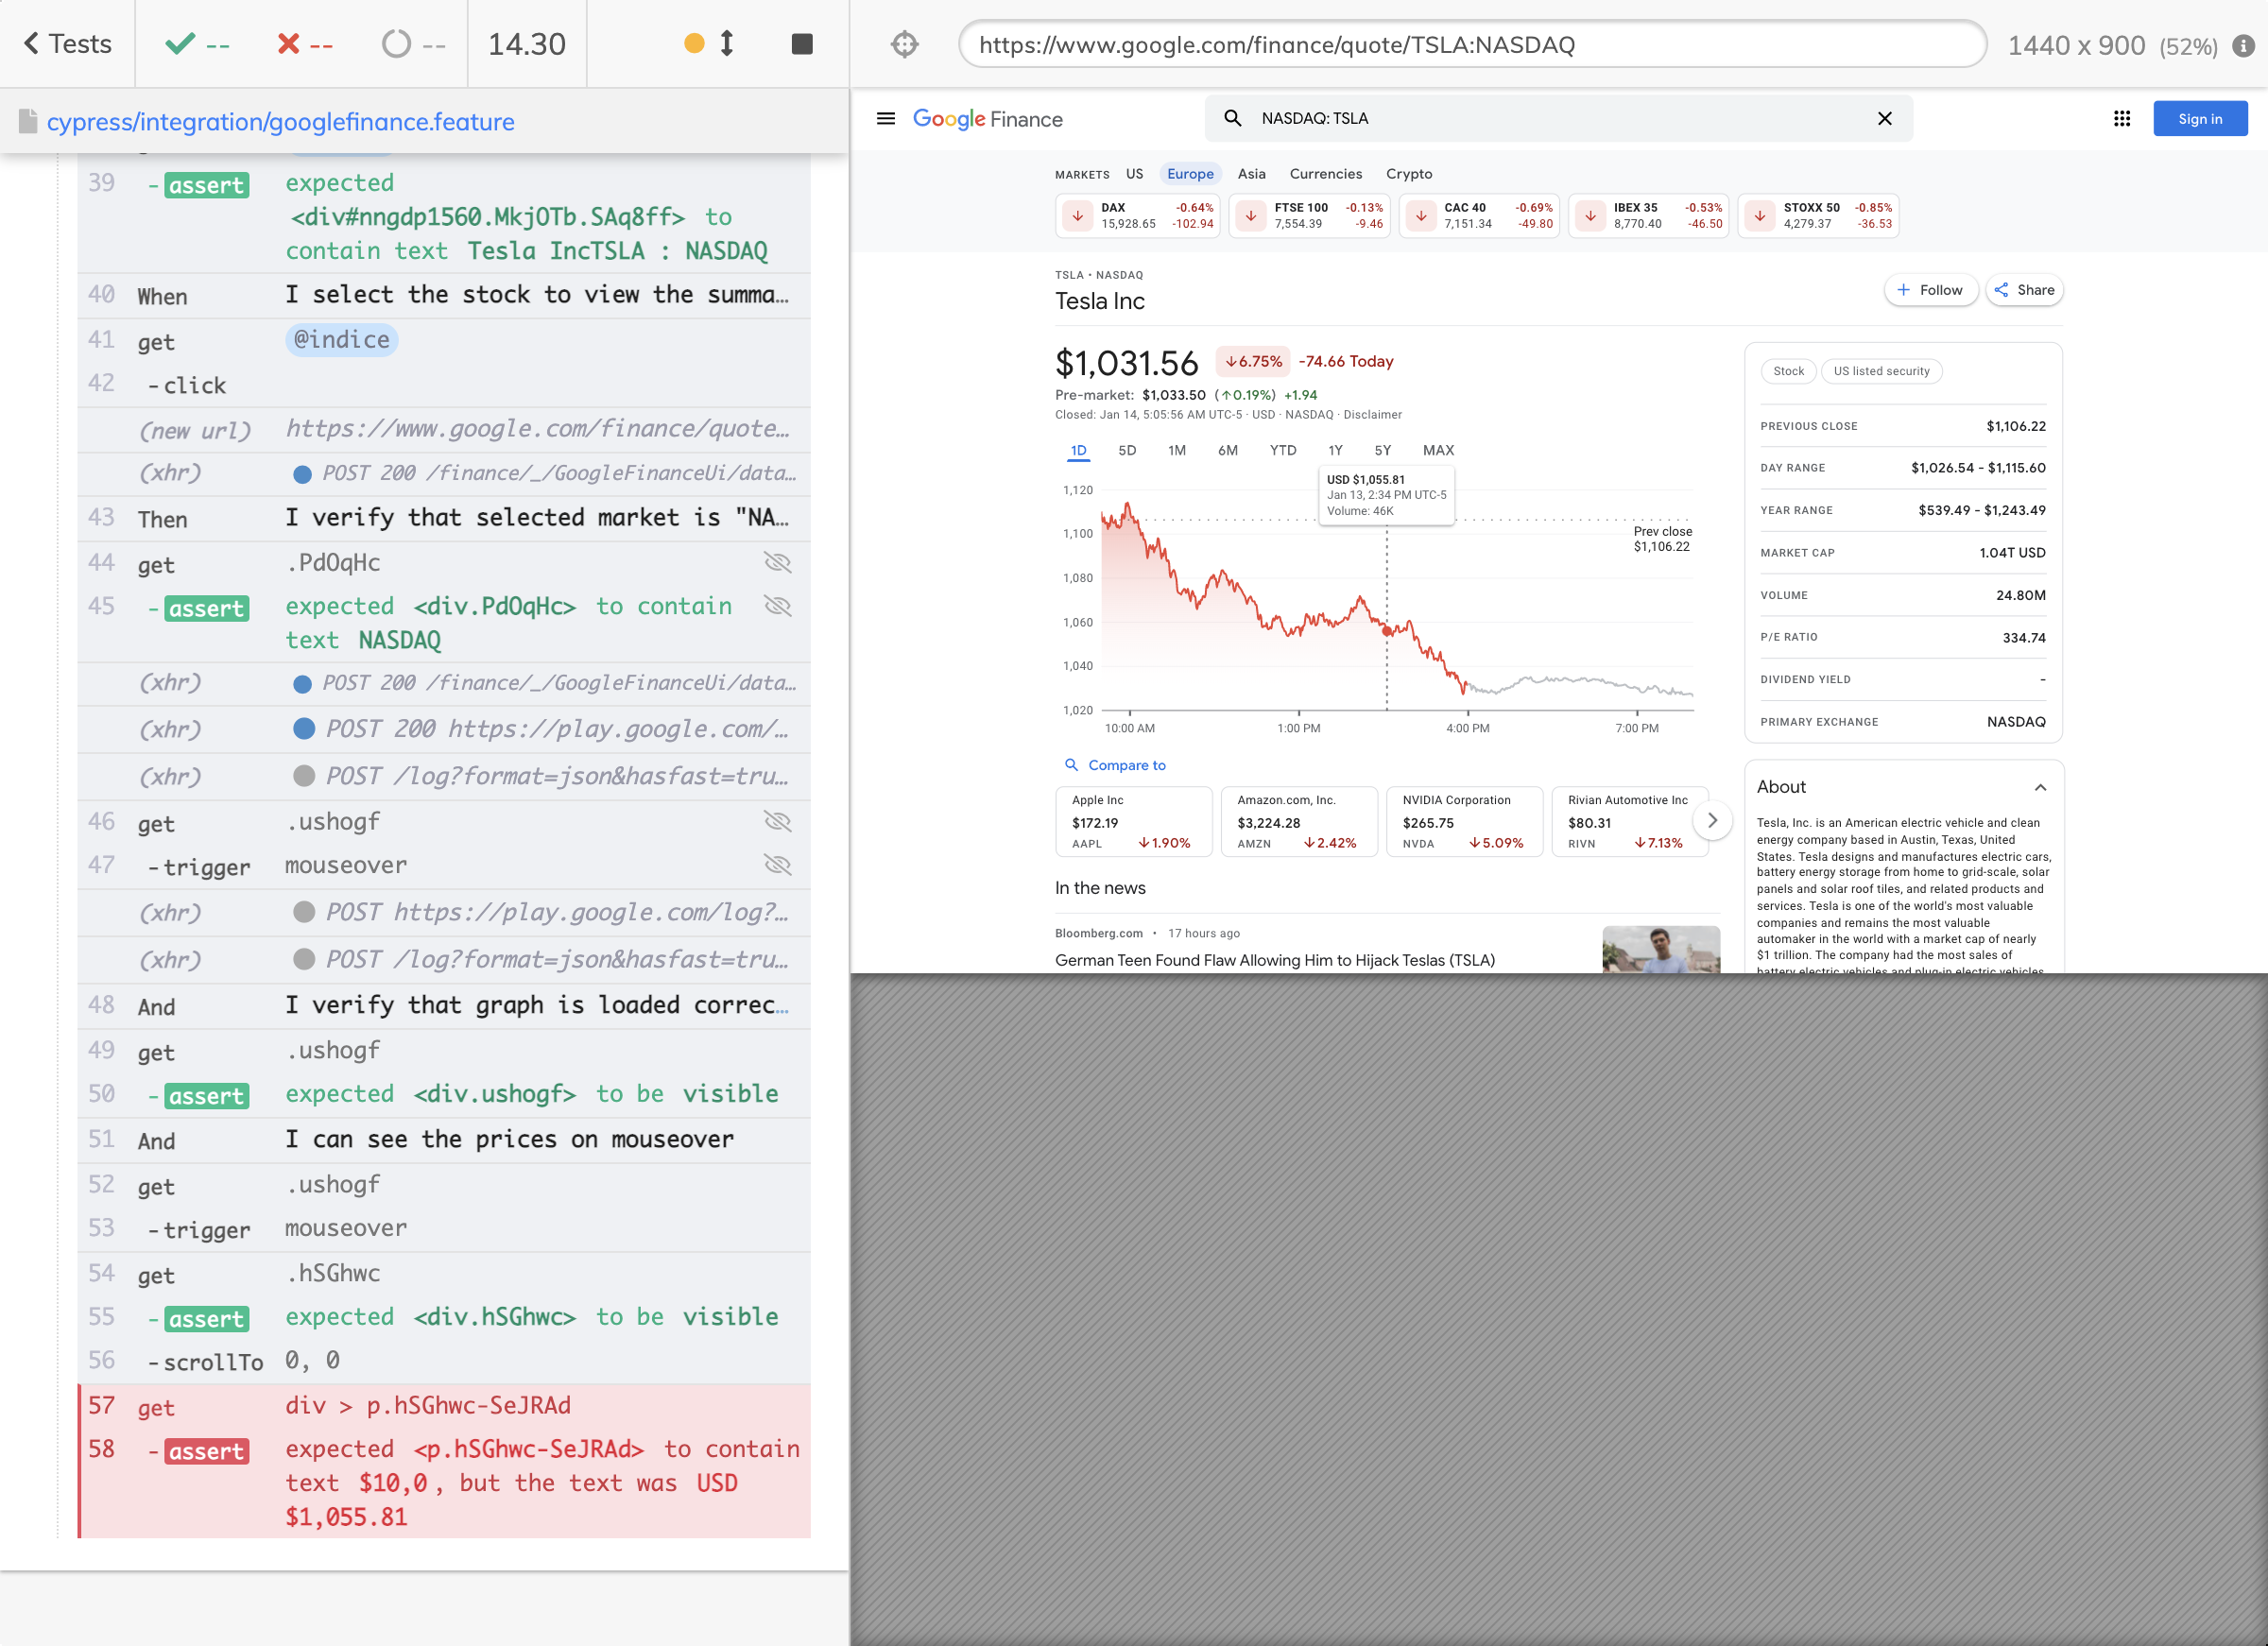 Tests
--
--
--
14.30
https://www.google.com/finance/quote/TSLA:NASDAQ
1440 x 900 (52%)
cypress/integration/googlefinance.feature
39 -assert expected
<div#nngdp1560.MkjOTb.SAq8ff> to
contain text Tesla IncTSLA : NASDAQ
40 When I select the stock to view the summa…
41 get @indice
42 -click
(new url) https://www.google.com/finance/quote…
(xhr) POST 200 /finance/_/GoogleFinanceUi/data…
43 Then I verify that selected market is "NA…
44 get .PdOqHc
45 -assert expected <div.PdOqHc> to contain
text NASDAQ
(xhr) POST 200 /finance/_/GoogleFinanceUi/data…
(xhr) POST 200 https://play.google.com/…
(xhr) POST /log?format=json&hasfast=tru…
46 get .ushogf
47 -trigger mouseover
(xhr) POST https://play.google.com/log?…
(xhr) POST /log?format=json&hasfast=tru…
48 And I verify that graph is loaded correc…
49 get .ushogf
50 -assert expected <div.ushogf> to be visible
51 And I can see the prices on mouseover
52 get .ushogf
53 -trigger mouseover
54 get .hSGhwc
55 -assert expected <div.hSGhwc> to be visible
56 -scrollTo 0, 0
57 get div > p.hSGhwc-SeJRAd
58 -assert expected <p.hSGhwc-SeJRAd> to contain
text $10,0, but the text was USD
$1,055.81
Google Finance
NASDAQ: TSLA
Sign in
MARKETS US Europe Asia Currencies Crypto
DAX -0.64%
15,928.65 -102.94
FTSE 100 -0.13%
7,554.39 -9.46
CAC 40 -0.69%
7,151.34 -49.80
IBEX 35 -0.53%
8,770.40 -46.50
STOXX 50 -0.85%
4,279.37 -36.53
TSLA • NASDAQ
Tesla Inc
Follow
Share
$1,031.56 ↓6.75% -74.66 Today
Pre-market: $1,033.50 (↑0.19%) +1.94
Closed: Jan 14, 5:05:56 AM UTC-5 · USD · NASDAQ · Disclaimer
1D 5D 1M 6M YTD 1Y 5Y MAX
USD $1,055.81
Jan 13, 2:34 PM UTC-5
Volume: 46K
1,120
1,100
1,080
1,060
1,040
1,020
Prev close
$1,106.22
10:00 AM 1:00 PM 4:00 PM 7:00 PM
Compare to
Apple Inc
$172.19
AAPL ↓1.90%
Amazon.com, Inc.
$3,224.28
AMZN ↓2.42%
NVIDIA Corporation
$265.75
NVDA ↓5.09%
Rivian Automotive Inc
$80.31
RIVN ↓7.13%
In the news
Bloomberg.com • 17 hours ago
German Teen Found Flaw Allowing Him to Hijack Teslas (TSLA)
Stock US listed security
PREVIOUS CLOSE $1,106.22
DAY RANGE $1,026.54 - $1,115.60
YEAR RANGE $539.49 - $1,243.49
MARKET CAP 1.04T USD
VOLUME 24.80M
P/E RATIO 334.74
DIVIDEND YIELD -
PRIMARY EXCHANGE NASDAQ
About
Tesla, Inc. is an American electric vehicle and clean
energy company based in Austin, Texas, United
States. Tesla designs and manufactures electric cars,
battery energy storage from home to grid-scale, solar
panels and solar roof tiles, and related products and
services. Tesla is one of the world's most valuable
companies and remains the most valuable
automaker in the world with a market cap of nearly
$1 trillion. The company had the most sales of
battery electric vehicles and plug-in electric vehicles